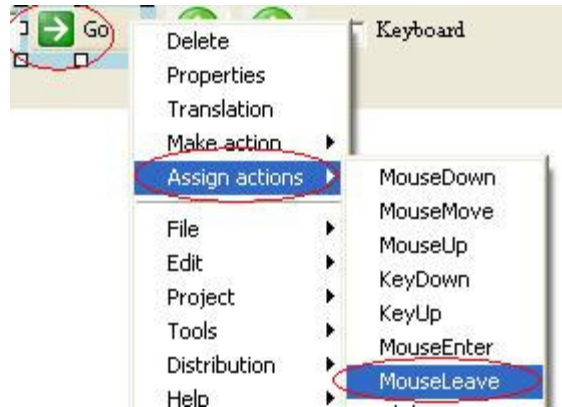 Go
Keyboard
Delete
Properties
Translation
Make action
Assign actions
File
Edit
Project
Tools
Distribution
Help
MouseDown
MouseMove
MouseUp
KeyDown
KeyUp
MouseEnter
MouseLeave